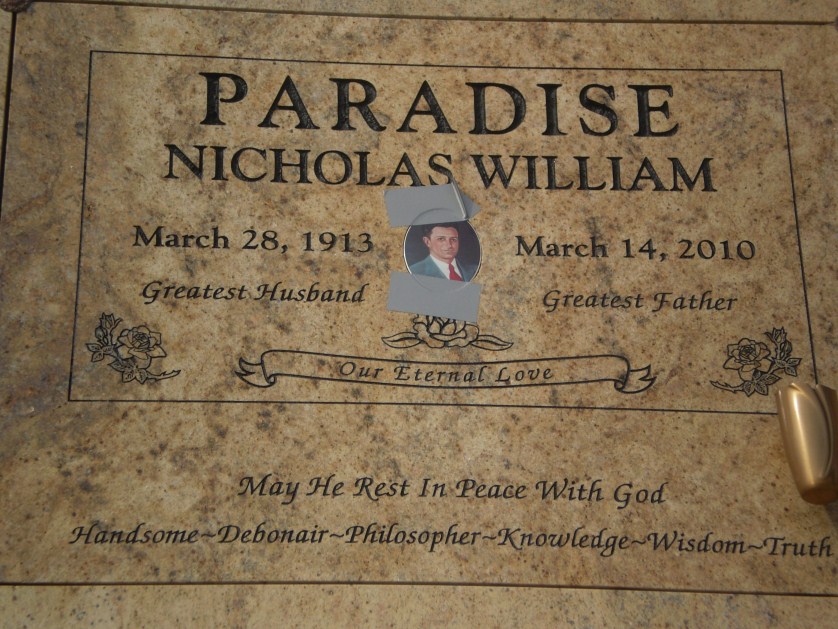 PARADISE
NICHOLAS WILLIAM
March 28, 1913 March 14, 2010
Greatest Husband Greatest Father
Our Eternal Love
May He Rest In Peace With God
Handsome~Debonair~Philosopher~Knowledge~Wisdom~Truth